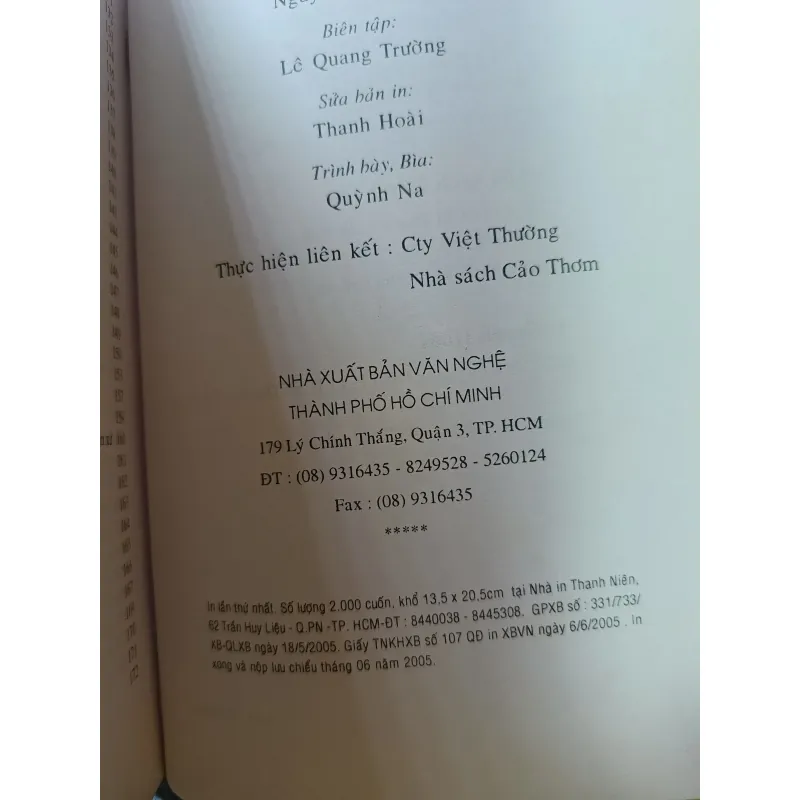 Biên tập:
Lê Quang Trường
Sửa bản in:
Thanh Hoài
Trình bày, Bìa:
Quỳnh Na
Thực hiện liên kết : Cty Việt Thường
Nhà sách Cảo Thơm
NHÀ XUẤT BẢN VĂN NGHỆ
THÀNH PHỐ HỒ CHÍ MINH
179 Lý Chính Thắng, Quận 3, TP. HCM
ĐT : (08) 9316435 - 8249528 - 5260124
Fax : (08) 9316435
*****
In lần thứ nhất. Số lượng 2.000 cuốn, khổ 13,5 x 20,5cm tại Nhà in Thanh Niên,
62 Trần Huy Liệu - Q.PN -TP. HCM-ĐT : 8440038 - 8445308. GPXB số : 331/733/
XB-QLXB ngày 18/5/2005. Giấy TNKHXB số 107 QĐ in XBVN ngày 6/6/2005 . In
xong và nộp lưu chiểu tháng 06 năm 2005.